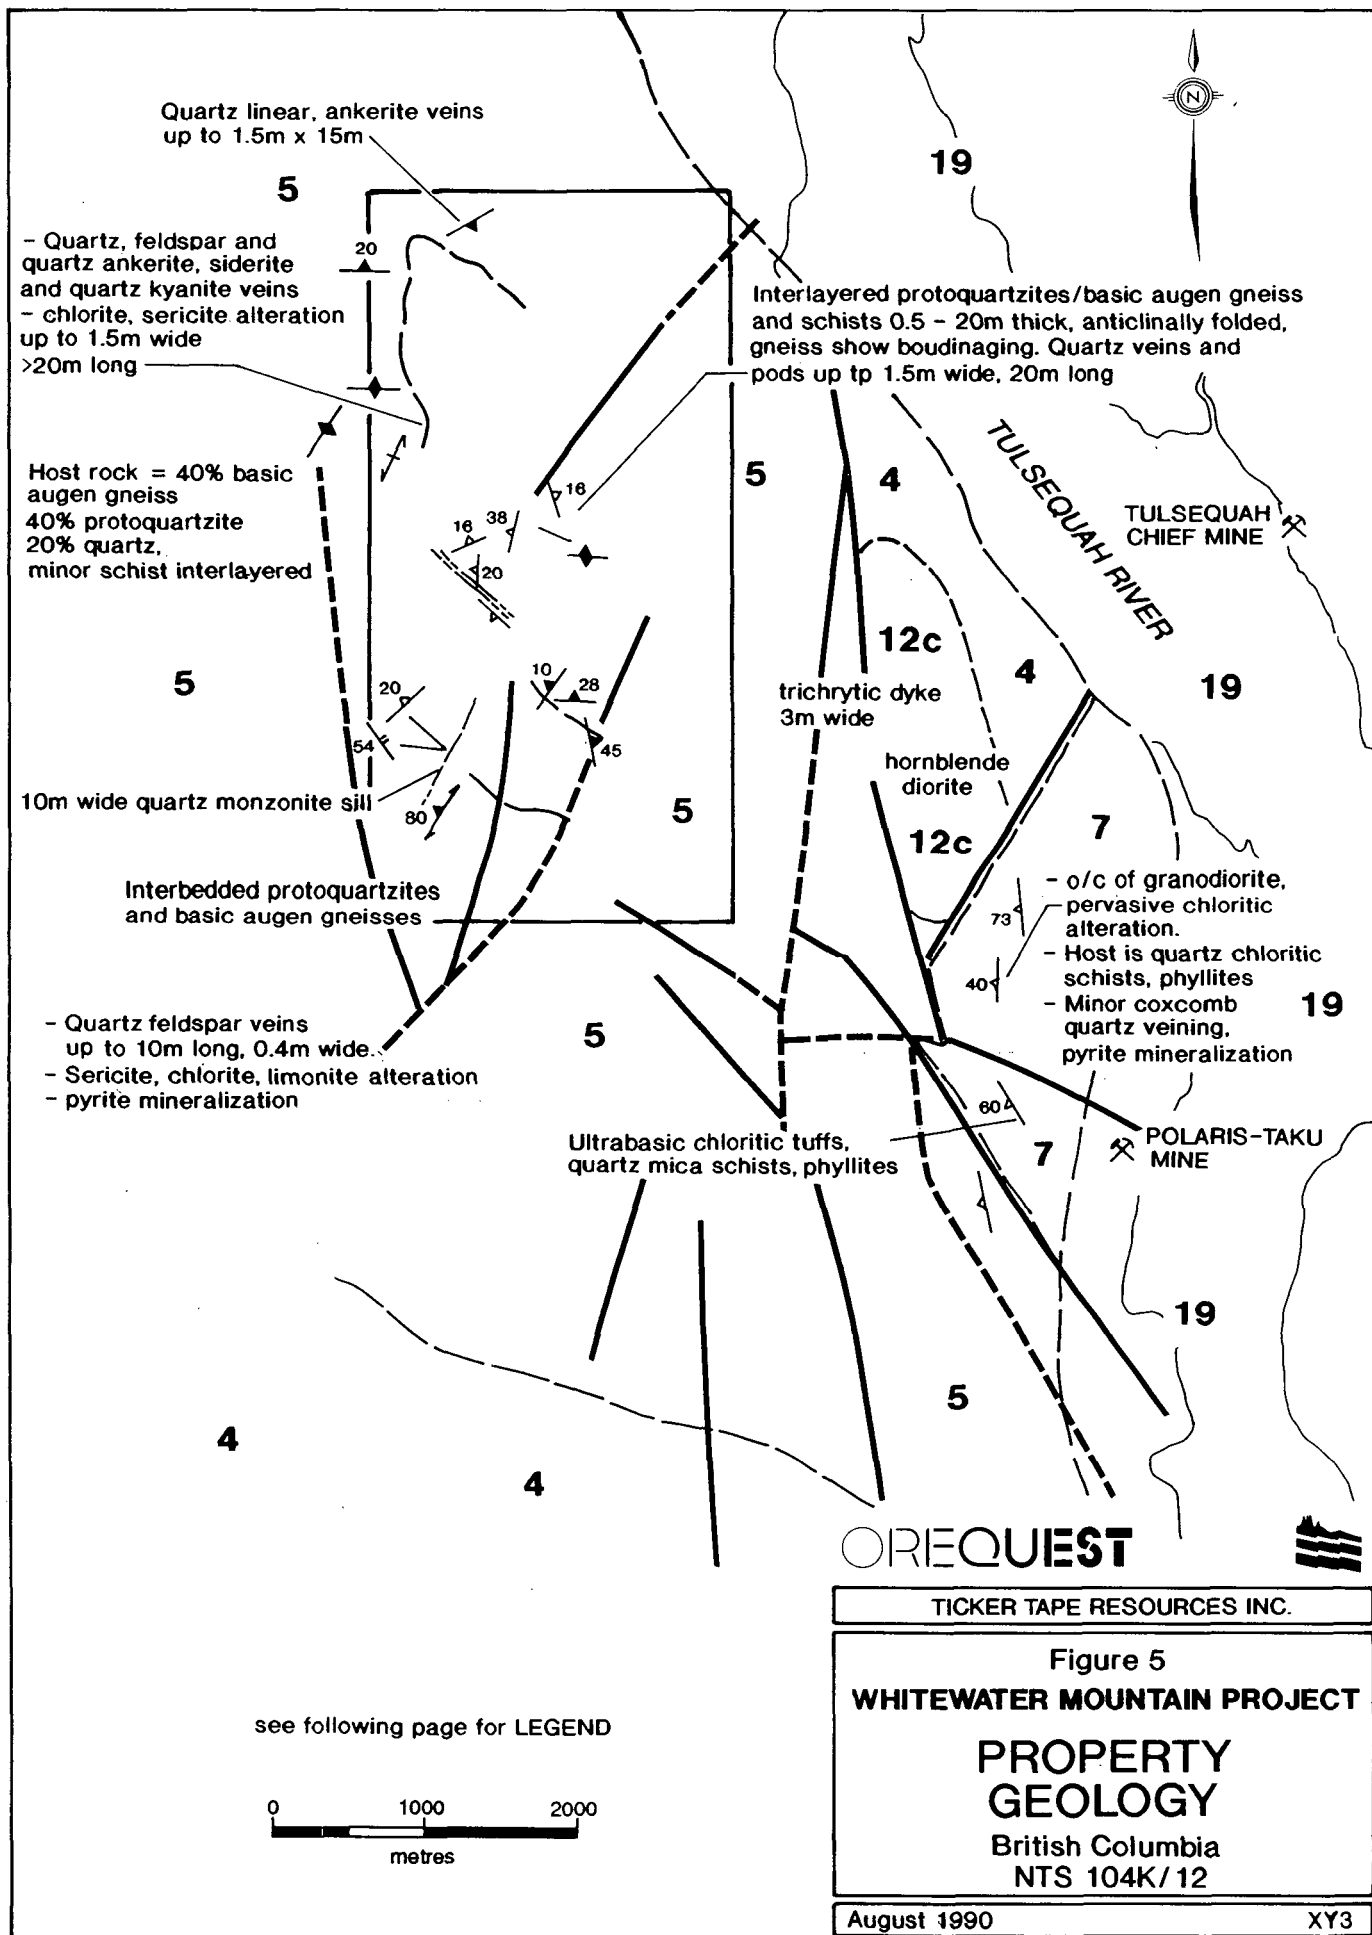 Quartz linear, ankerite veins
up to 1.5m x 15m
N
19
5
- Quartz, feldspar and
quartz ankerite, siderite
and quartz kyanite veins
- chlorite, sericite alteration
up to 1.5m wide
>20m long
20
Interlayered protoquartzites/basic augen gneiss
and schists 0.5 - 20m thick, anticlinally folded,
gneiss show boudinaging. Quartz veins and
pods up tp 1.5m wide, 20m long
TULSEQUAH RIVER
5
4
TULSEQUAH
CHIEF MINE
Host rock = 40% basic
augen gneiss
40% protoquartzite
20% quartz,
minor schist interlayered
16
38
16
20
12c
4
19
5
trichrytic dyke
3m wide
10
28
20
54
45
hornblende
diorite
10m wide quartz monzonite sill
80
5
12c
7
Interbedded protoquartzites
and basic augen gneisses
73
40
- o/c of granodiorite,
pervasive chloritic
alteration.
- Host is quartz chloritic
schists, phyllites
- Minor coxcomb
quartz veining,
pyrite mineralization
19
- Quartz feldspar veins
up to 10m long, 0.4m wide.
- Sericite, chlorite, limonite alteration
- pyrite mineralization
5
60
Ultrabasic chloritic tuffs,
quartz mica schists, phyllites
7
POLARIS-TAKU
MINE
19
5
4
4
OREQUEST
TICKER TAPE RESOURCES INC.
Figure 5
WHITEWATER MOUNTAIN PROJECT
PROPERTY
GEOLOGY
British Columbia
NTS 104K/12
August 1990
XY3
see following page for LEGEND
0
1000
2000
metres